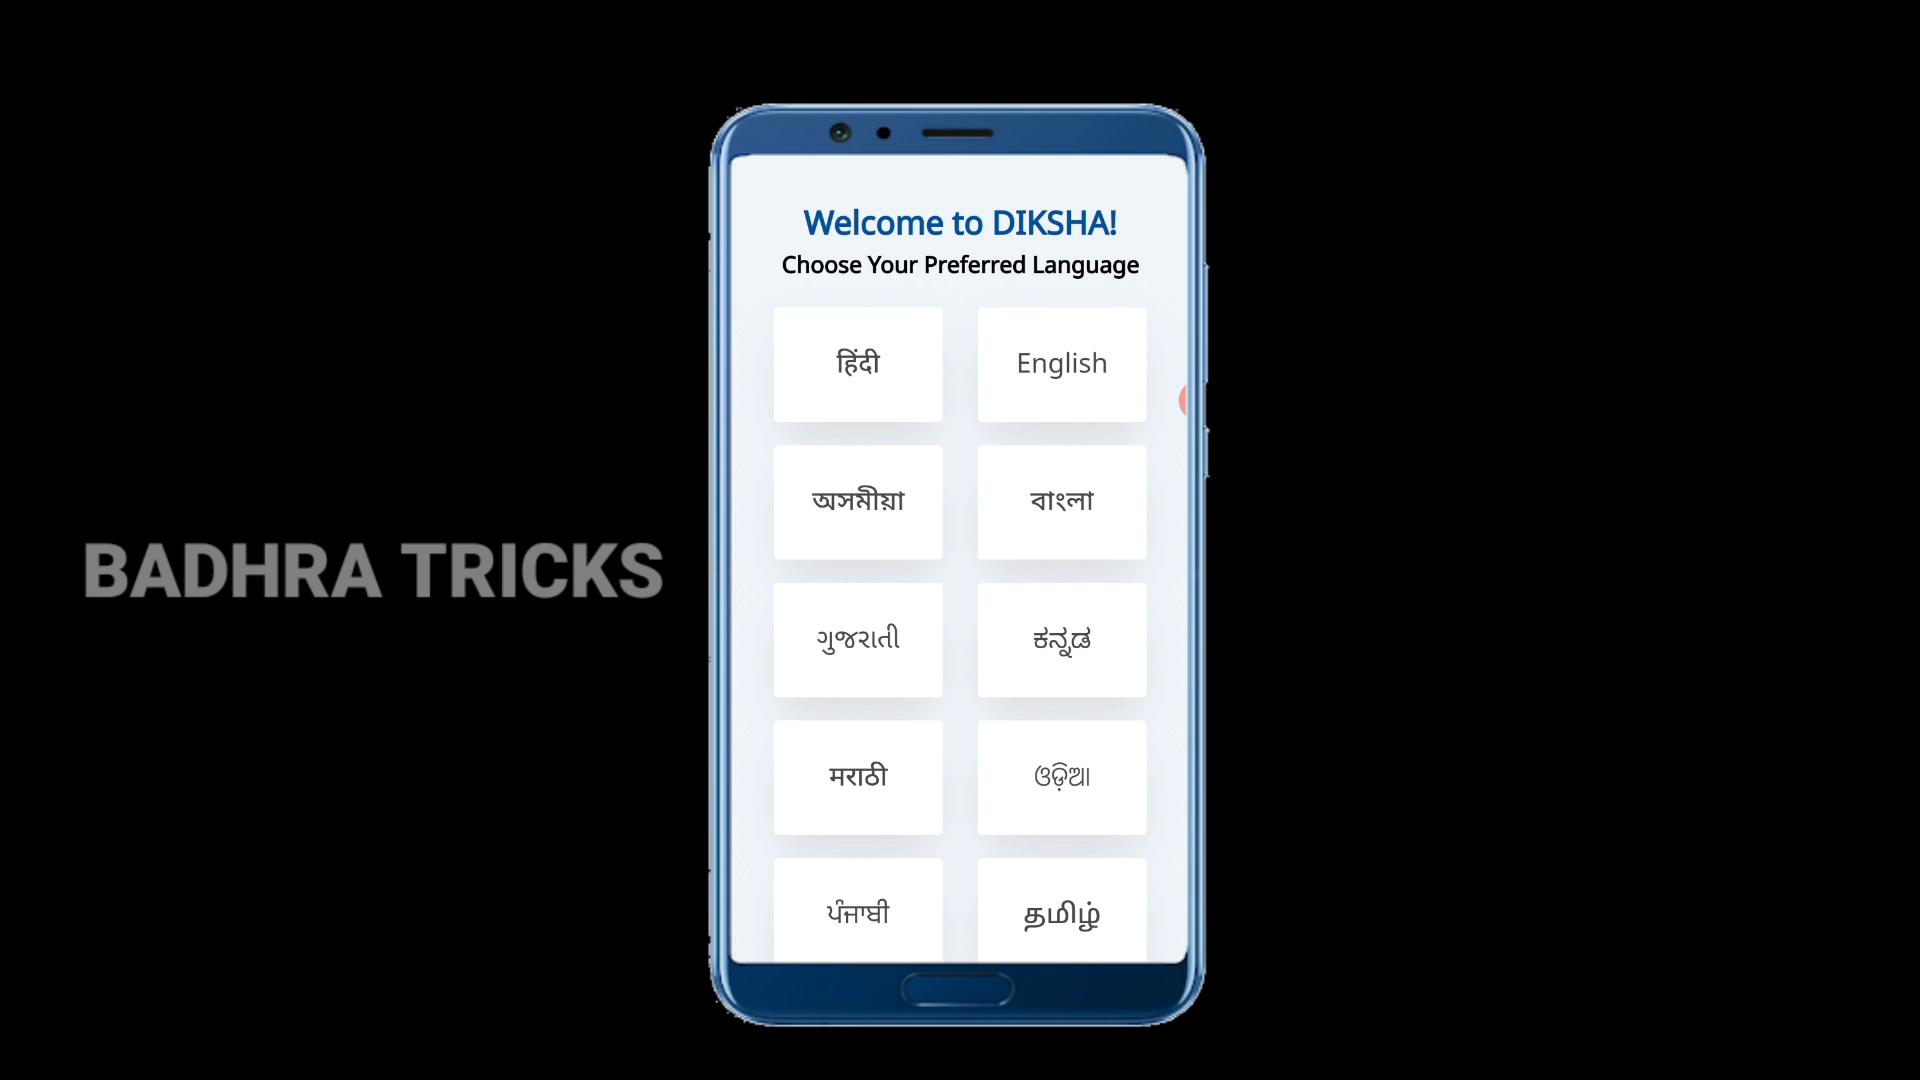 Welcome to DIKSHA!
Choose Your Preferred Language
हिंदी
English
অসমীয়া
বাংলা
BADHRA TRICKS
ગુજરાતી
ಕನ್ನಡ
मराठी
ଓଡ଼ିଆ
ਪੰਜਾਬੀ
தமிழ்